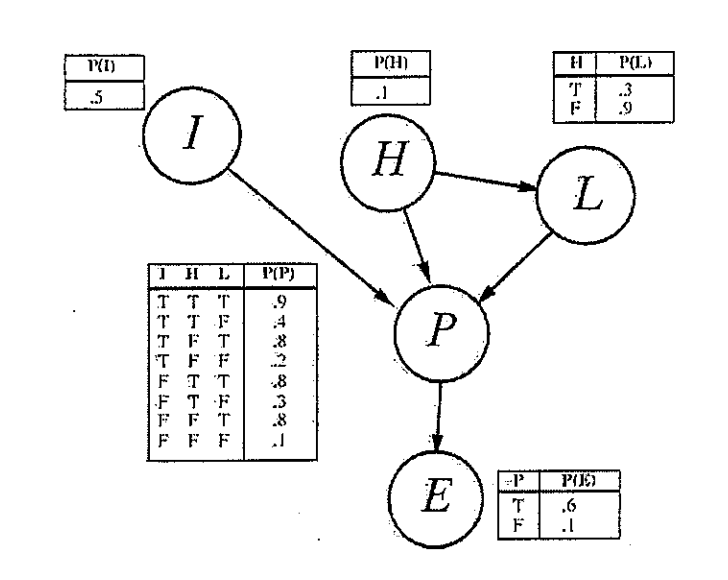 P(I)
.5
P(H)
.1
H P(L)
T .3
F .9
I
H
L
I H L P(P)
T T T .9
T T F .4
T F T .8
T F F .2
F T T .8
F T F .3
F F T .8
F F F .1
P
E
P P(E)
T .6
F .1